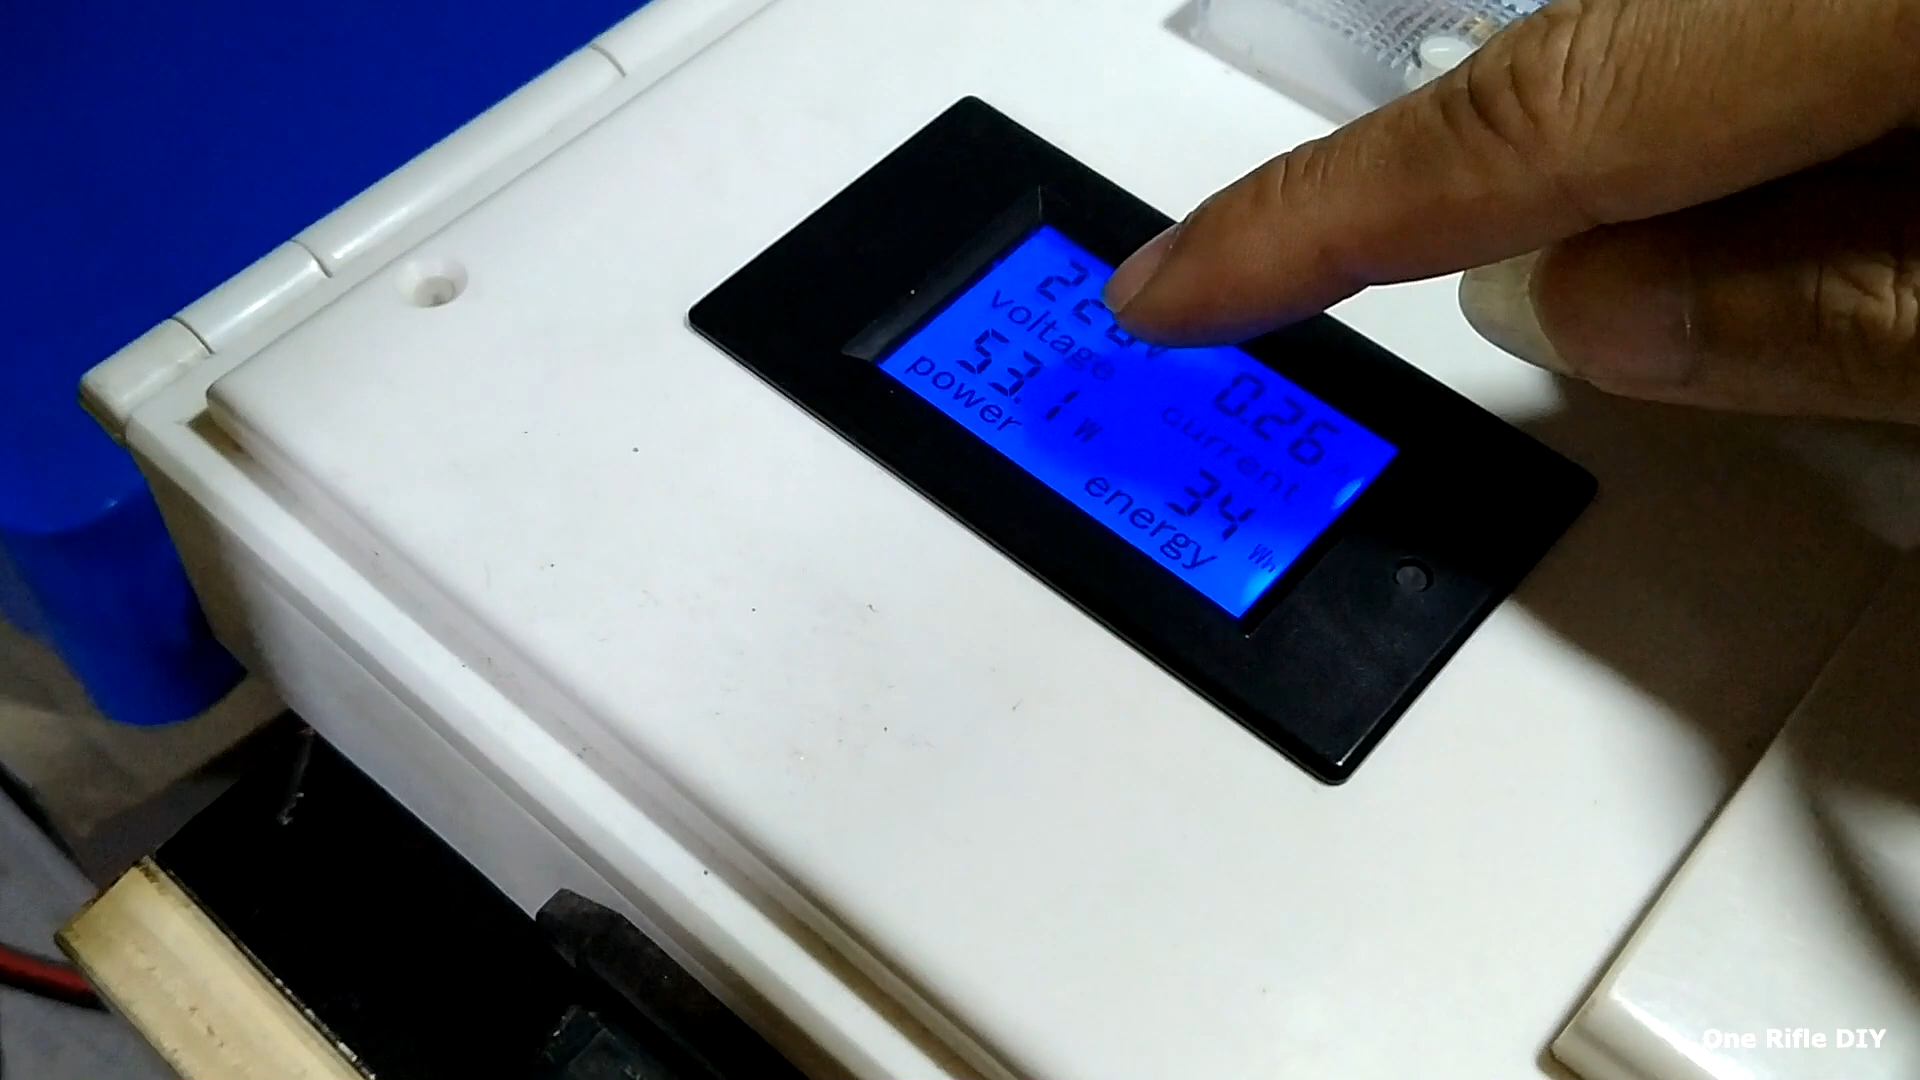 voltage
0.26
current
53.1 W
power
34 Wh
energy
One Rifle DIY